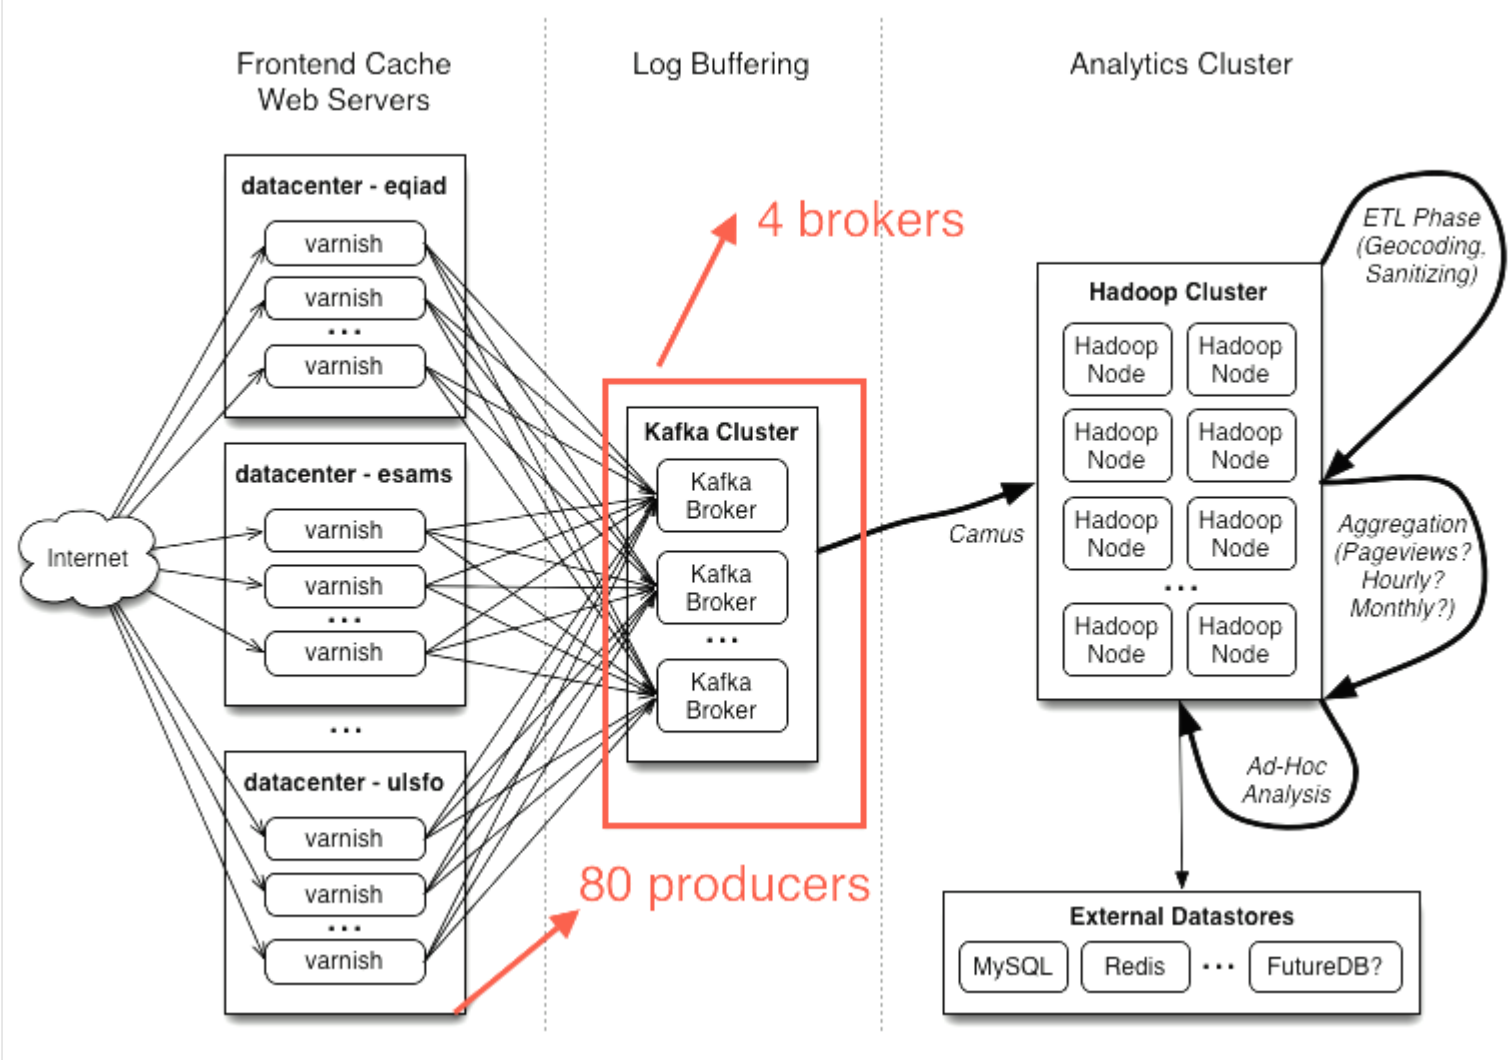 Frontend Cache
Web Servers
Log Buffering
Analytics Cluster
datacenter - eqiad
varnish
varnish
...
varnish
datacenter - esams
varnish
varnish
...
varnish
...
datacenter - ulsfo
varnish
varnish
...
varnish
Internet
4 brokers
Kafka Cluster
Kafka
Broker
Kafka
Broker
...
Kafka
Broker
80 producers
Camus
Hadoop Cluster
Hadoop
Node
Hadoop
Node
Hadoop
Node
Hadoop
Node
Hadoop
Node
Hadoop
Node
...
Hadoop
Node
Hadoop
Node
ETL Phase
(Geocoding,
Sanitizing)
Aggregation
(Pageviews?
Hourly?
Monthly?)
Ad-Hoc
Analysis
External Datastores
MySQL
Redis
...
FutureDB?